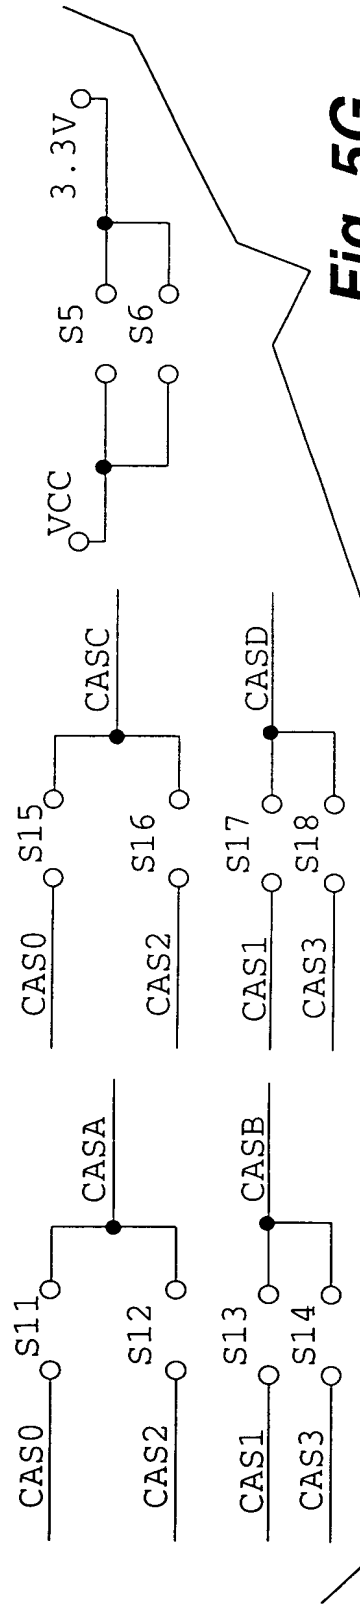 CAS0
S11
CASA
CAS2
S12
CAS1
S13
CASB
CAS3
S14
CAS0
S15
CASC
CAS2
S16
CAS1
S17
CASD
CAS3
S18
VCC
S5
3.3V
S6
Fig. 5G